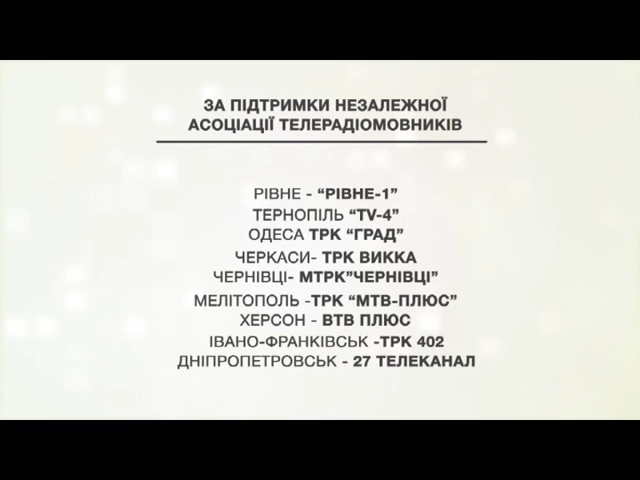 ЗА ПІДТРИМКИ НЕЗАЛЕЖНОЇ
АСОЦІАЦІЇ ТЕЛЕРАДІОМОВНИКІВ
РІВНЕ - “РІВНЕ-1”
ТЕРНОПІЛЬ “TV-4”
ОДЕСА ТРК “ГРАД”
ЧЕРКАСИ- ТРК ВИККА
ЧЕРНІВЦІ- МТРК”ЧЕРНІВЦІ”
МЕЛІТОПОЛЬ -ТРК “МТВ-ПЛЮС”
ХЕРСОН - ВТВ ПЛЮС
ІВАНО-ФРАНКІВСЬК -ТРК 402
ДНІПРОПЕТРОВСЬК - 27 ТЕЛЕКАНАЛ